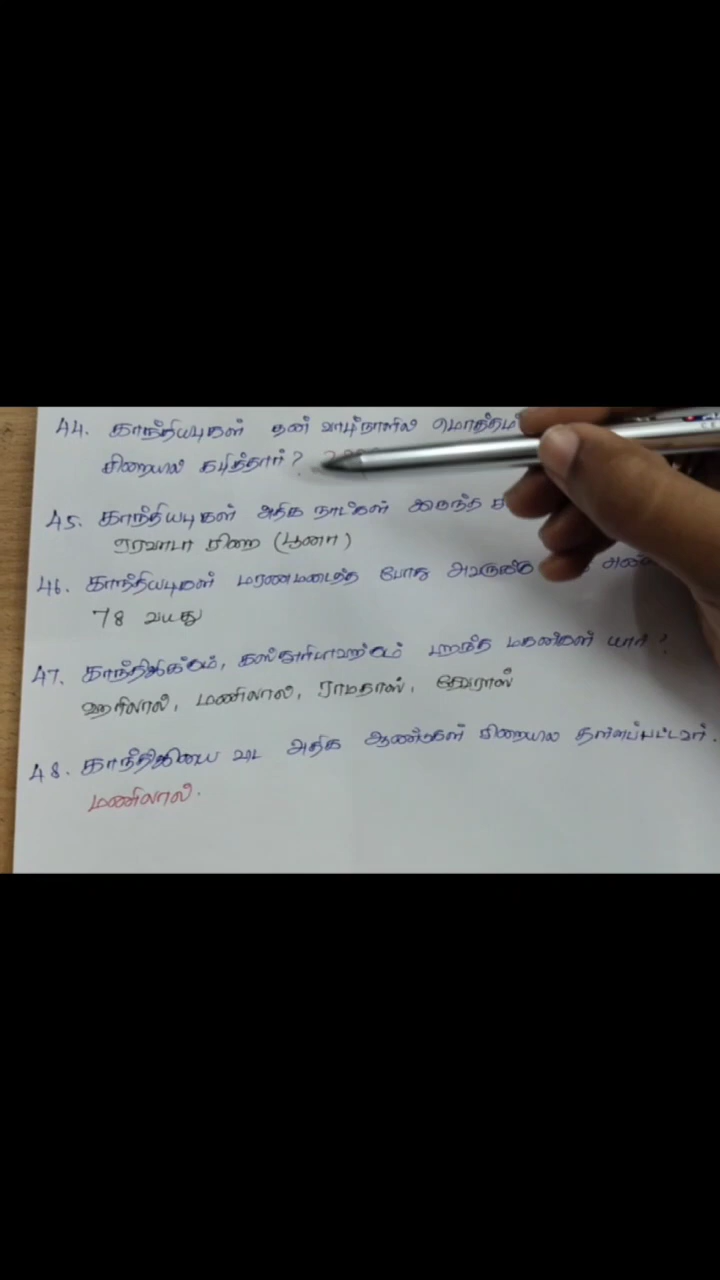 44. காந்தியடிகள் தன் வாழ்நாளில் மொத்தம்
சிறையில் கழித்தார்?
45. காந்தியடிகள் அதிக நாட்கள் இருந்த
ஏரவாடா சிறை (பூனா)
46. காந்தியடிகள் மரணமடைந்த போது அவருக்கு
78 வயது
47. காந்திஜிக்கும், கஸ்தூரிபாவிற்கும் பிறந்த மகன்கள் யார்?
ஹரிலால், மணிலால், ராமதாஸ், தேவதாஸ்
48. காந்திஜியை விட அதிக ஆண்டுகள் சிறையில் தள்ளப்பட்டவர்.
மணிலால்.